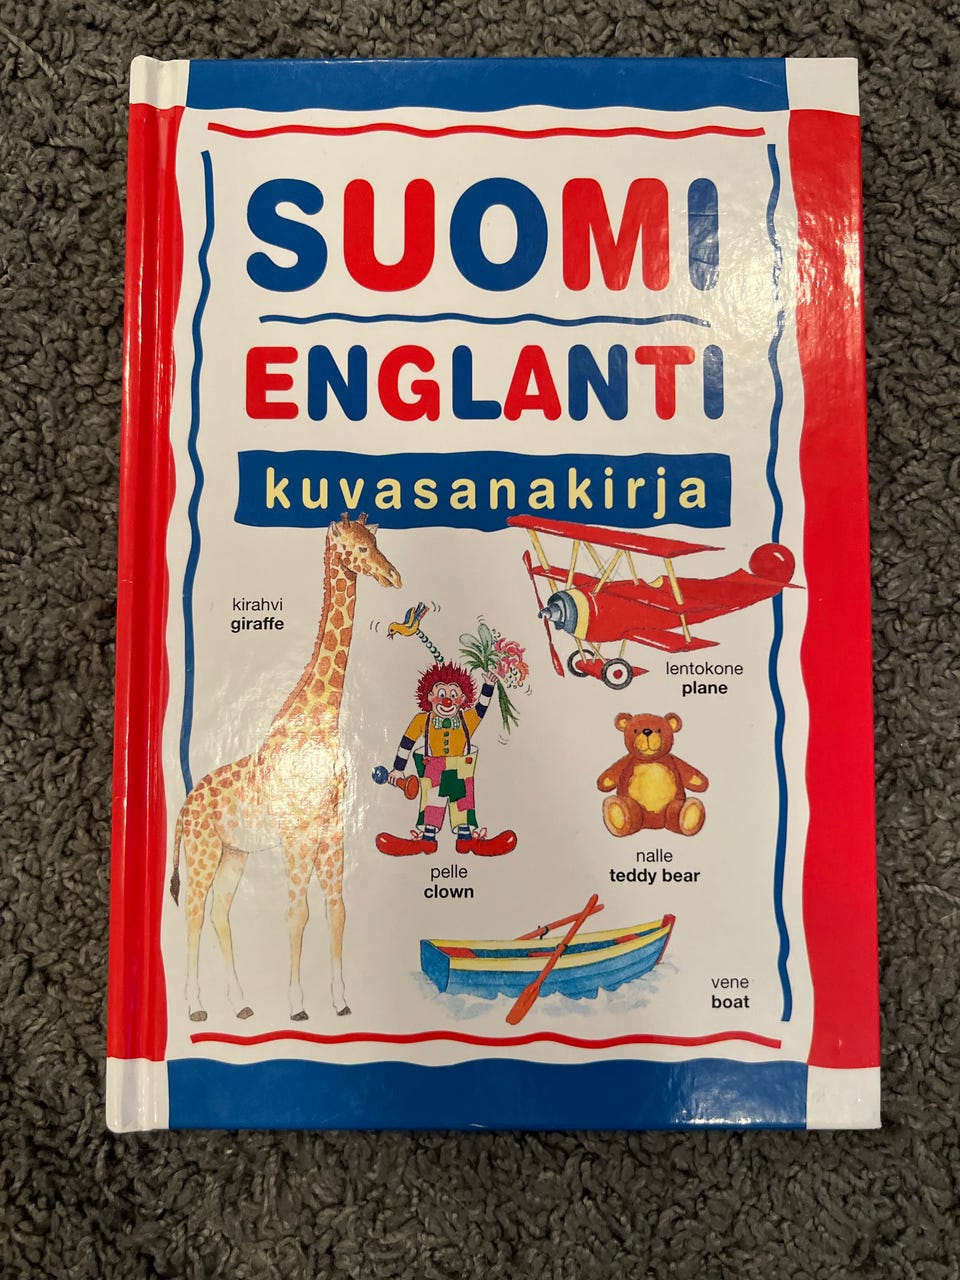 SUOMI
ENGLANTI
kuvasanakirja
kirahvi
giraffe
lentokone
plane
pelle
clown
nalle
teddy bear
vene
boat